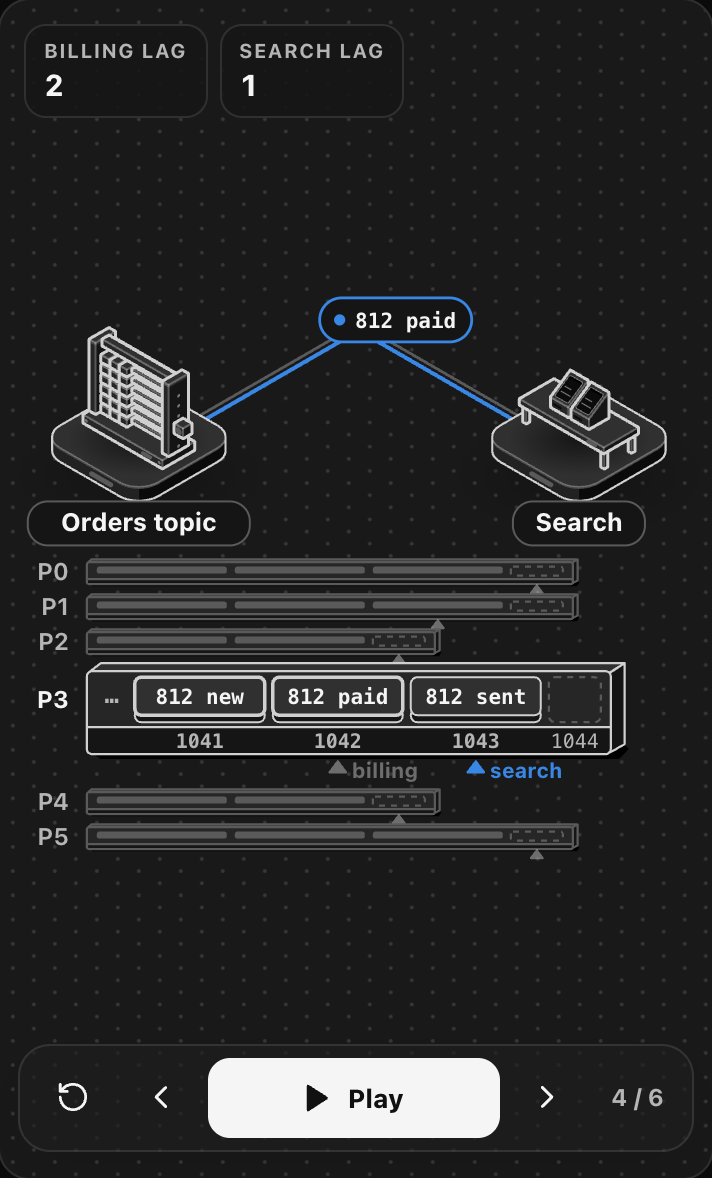 BILLING LAG
2
SEARCH LAG
1
812 paid
Orders topic
Search
P0
P1
P2
P3
… 812 new 812 paid 812 sent
1041 1042 1043 1044
billing search
P4
P5
Play
4 / 6